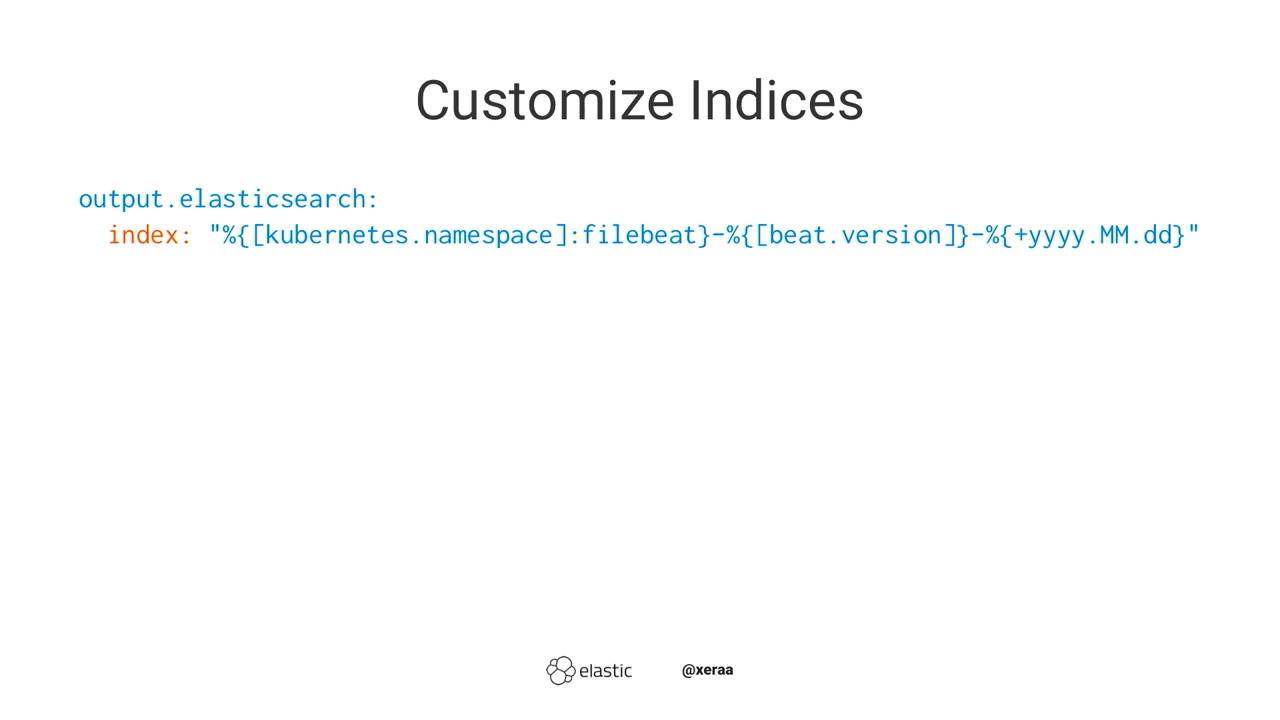 Customize Indices
output.elasticsearch:
  index: "%{[kubernetes.namespace]:filebeat}-%{[beat.version]}-%{+yyyy.MM.dd}"
elastic
@xeraa